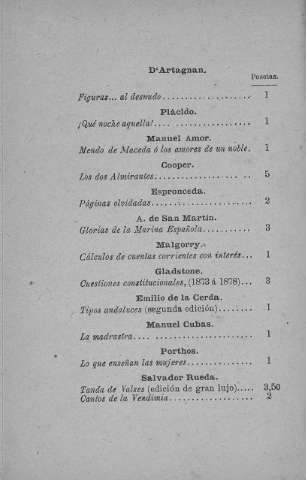 D'Artagnan.
Pesetas.
Figuras... al desnudo..................... 1
Plácido.
¡Qué noche aquella!...................... 1
Manuel Amor.
Mendo de Maceda ó los amores de un noble. 1
Cooper.
Los dos Almirantes....................... 5
Espronceda.
Páginas olvidadas........................ 2
A. de San Martín.
Glorias de la Marina Española............ 3
Malgorry.
Cálculos de cuentas corrientes con interés... 1
Gladstone.
Cuestiones constitucionales, (1873 á 1878)... 3
Emilio de la Cerda.
Tipos andaluces (segunda edición)........ 1
Manuel Cubas.
La madrastra............................. 1
Porthos.
Lo que enseñan las mujeres............... 1
Salvador Rueda.
Tanda de Valses (edición de gran lujo)..... 3,50
Cantos de la Vendimia.................... 2